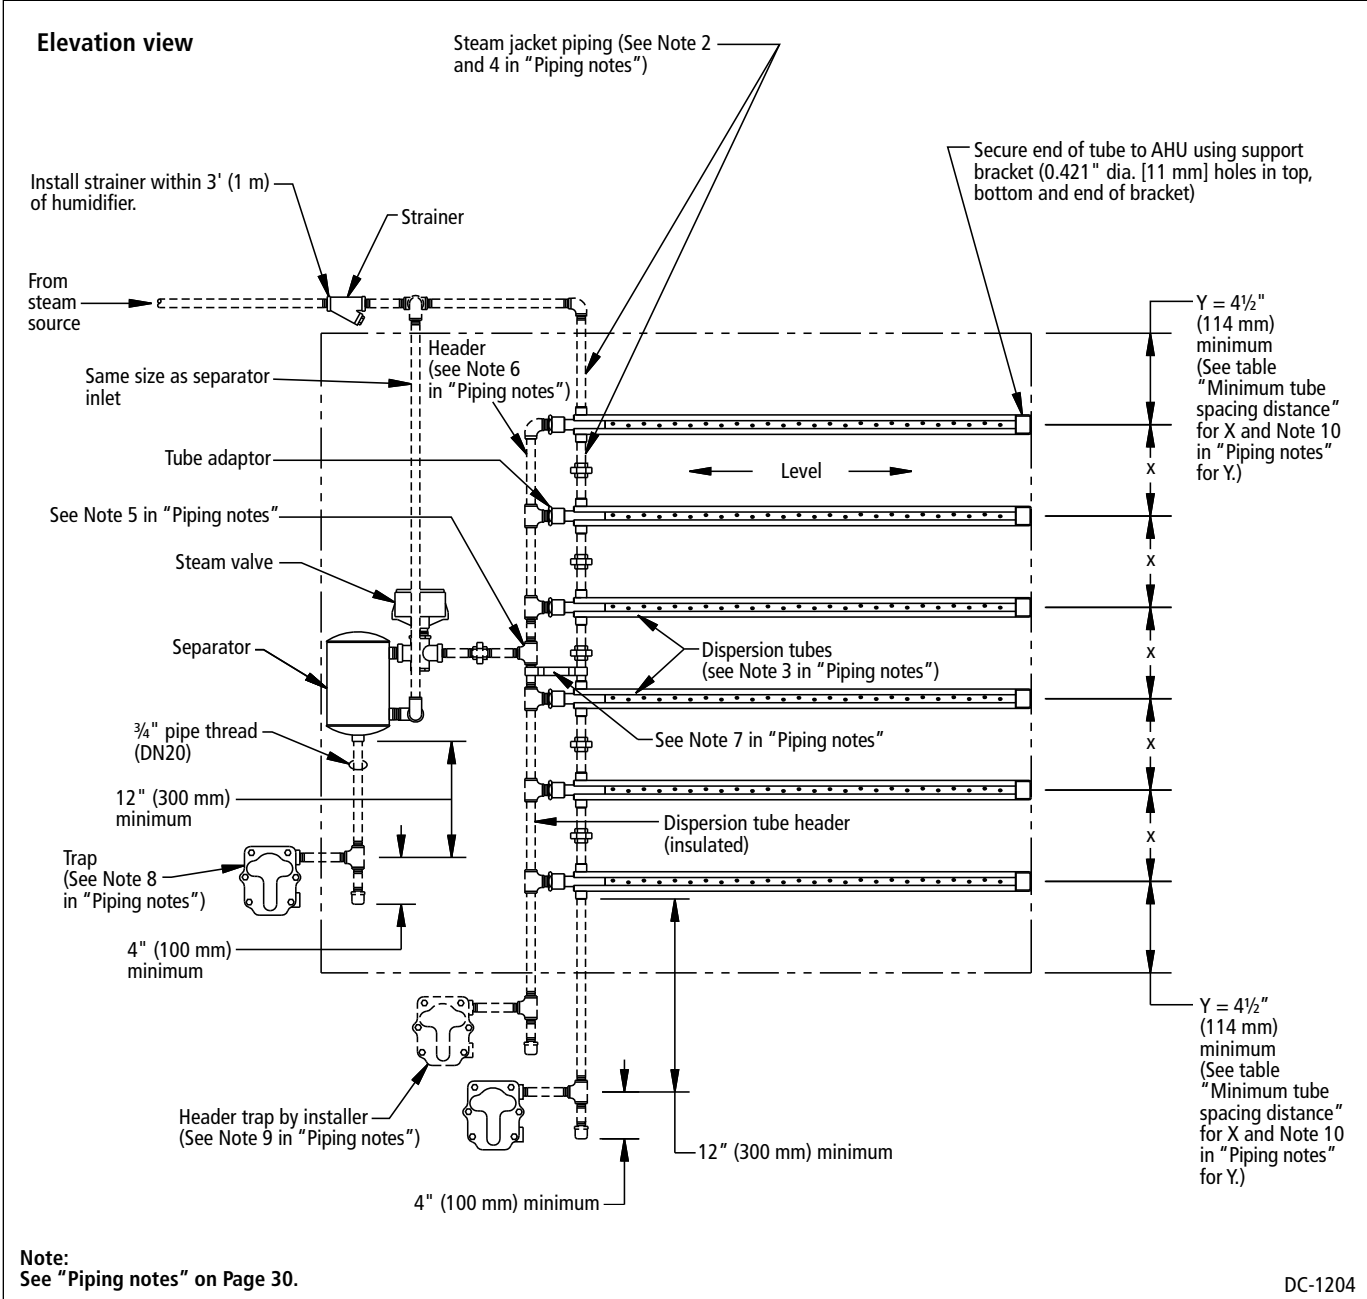 Elevation view
Steam jacket piping (See Note 2
and 4 in “Piping notes”)
Secure end of tube to AHU using support
bracket (0.421" dia. [11 mm] holes in top,
bottom and end of bracket)
Install strainer within 3' (1 m)
of humidifier.
Strainer
From
steam
source
Y = 4½"
(114 mm)
minimum
(See table
“Minimum tube
spacing distance”
for X and Note 10
in “Piping notes”
for Y.)
Header
(see Note 6
in “Piping notes”)
Same size as separator
inlet
Tube adaptor
Level
x
See Note 5 in “Piping notes”
Steam valve
x
Separator
Dispersion tubes
(see Note 3 in “Piping notes”)
x
¾" pipe thread
(DN20)
See Note 7 in “Piping notes”
x
12" (300 mm)
minimum
Dispersion tube header
(insulated)
x
Trap
(See Note 8
in “Piping notes”)
4" (100 mm)
minimum
Y = 4½”
(114 mm)
minimum
(See table
“Minimum tube
spacing distance”
for X and Note 10
in “Piping notes”
for Y.)
Header trap by installer
(See Note 9 in “Piping notes”)
12” (300 mm) minimum
4" (100 mm) minimum
Note:
See “Piping notes” on Page 30.
DC-1204